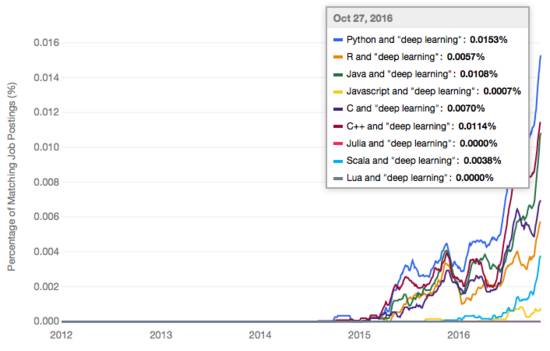 Oct 27, 2016
Python and "deep learning": 0.0153%
R and "deep learning": 0.0057%
Java and "deep learning": 0.0108%
Javascript and "deep learning": 0.0007%
C and "deep learning": 0.0070%
C++ and "deep learning": 0.0114%
Julia and "deep learning": 0.0000%
Scala and "deep learning": 0.0038%
Lua and "deep learning": 0.0000%
Percentage of Matching Job Postings (%)
0.016
0.014
0.012
0.010
0.008
0.006
0.004
0.002
0.000
2012 2013 2014 2015 2016